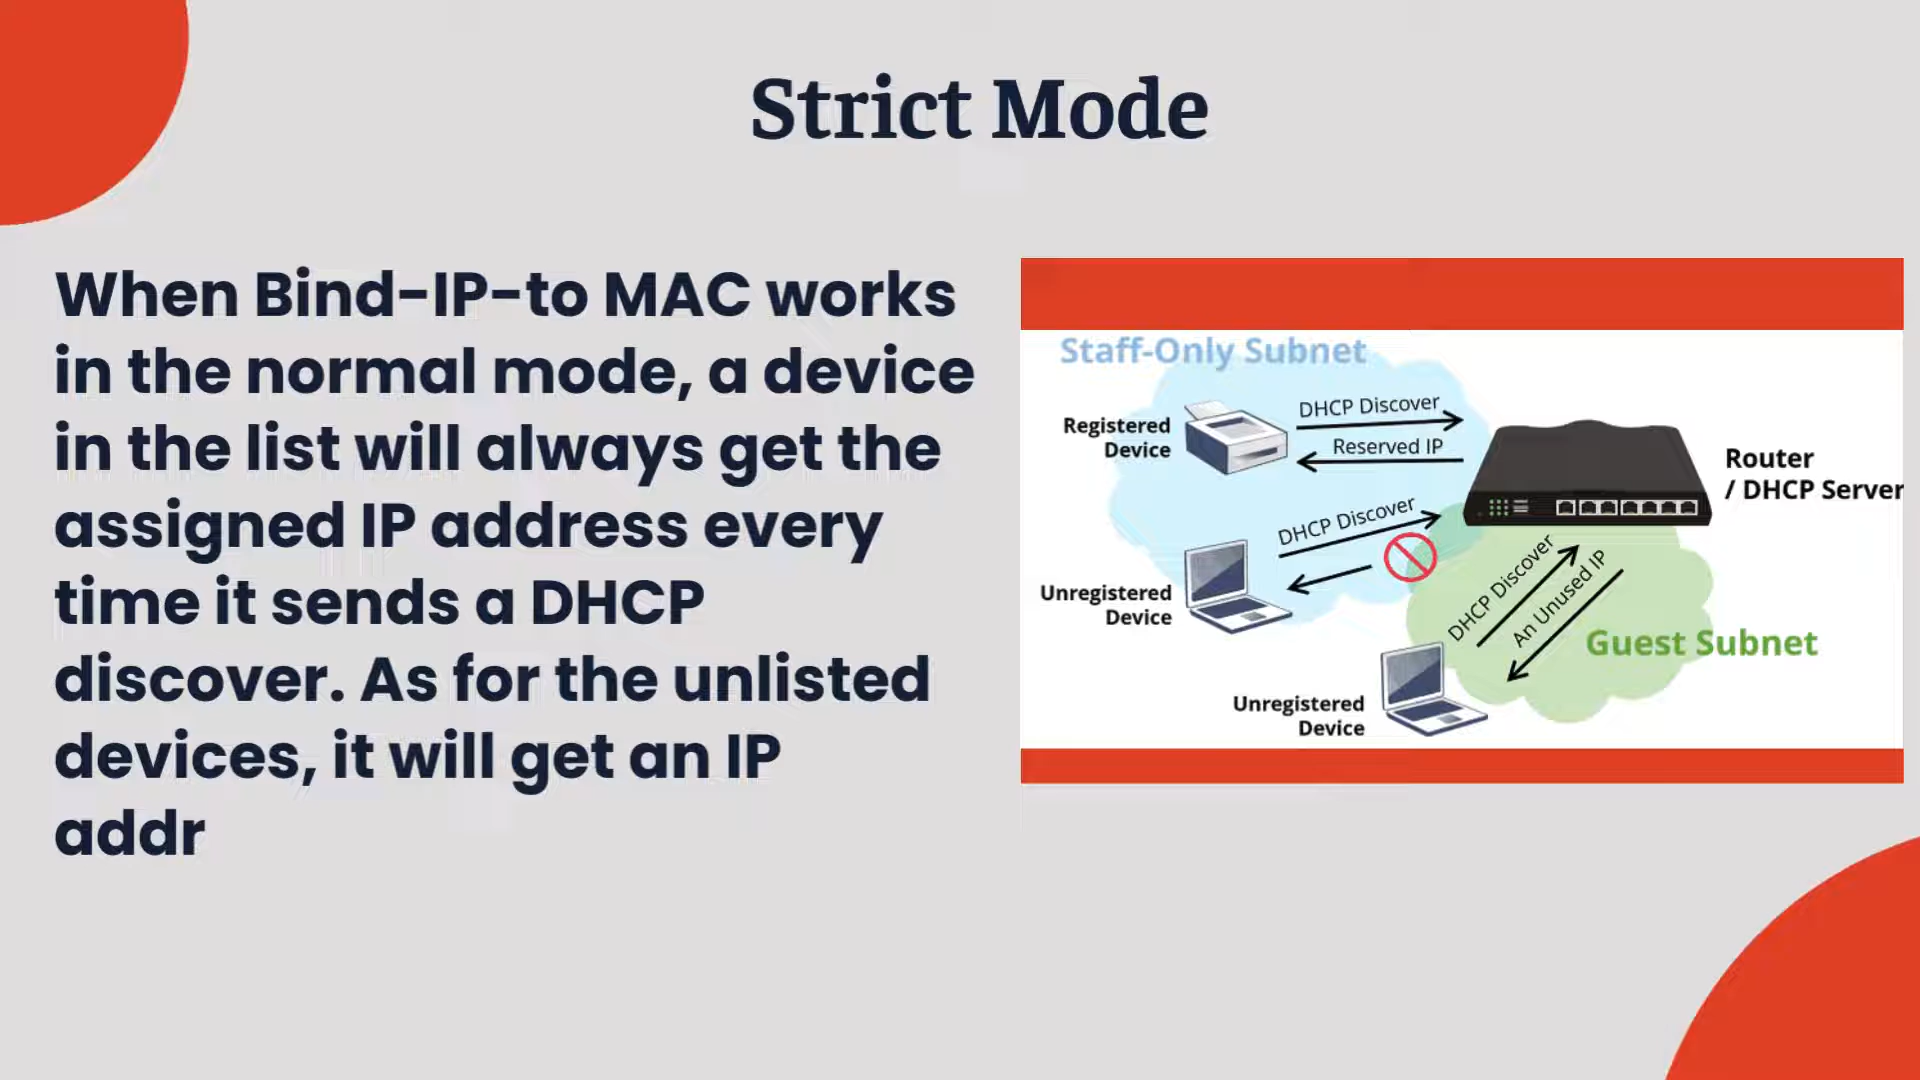 Strict Mode
When Bind-IP-to MAC works
in the normal mode, a device
in the list will always get the
assigned IP address every
time it sends a DHCP
discover. As for the unlisted
devices, it will get an IP
addr
Staff-Only Subnet
Registered
Device
DHCP Discover
Reserved IP
Router
/ DHCP Server
DHCP Discover
Unregistered
Device
DHCP Discover
An Unused IP
Guest Subnet
Unregistered
Device